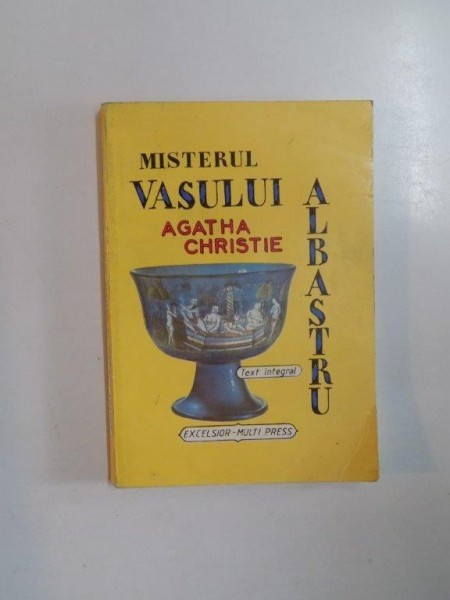 MISTERUL
VASULUI
ALBASTRU
AGATHA
CHRISTIE
Text integral
EXCELSIOR-MULTI PRESS